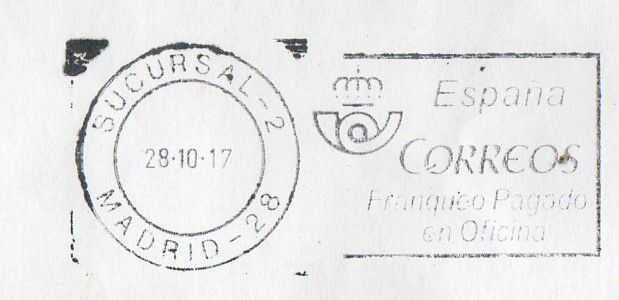 SUCURSAL-2
28·10·17
MADRID-28
España
CORREOS
Franqueo Pagado
en Oficina